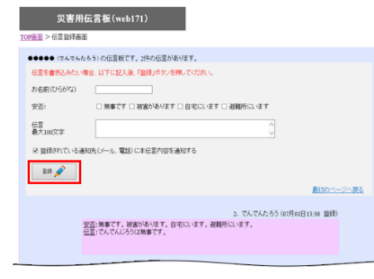 災害用伝言板(web171)
TOP画面 > 伝言登録画面
●●●●● (でんでんたろう)の伝言板です。2件の伝言があります。
伝言を書き込みたい場合、以下に記入後、「登録」ボタンを押してください。
お名前(ひらがな)
安否: □ 無事です □ 被害があります □ 自宅にいます □ 避難所にいます
伝言
最大100文字
☑ 登録されている通知先(メール、電話)に本伝言内容を通知する
登録
最初のページへ戻る
2. でんでんたろう (07月01日13:30 登録)
安否:無事です。被害があります。自宅にいます。避難所にいます。
伝言:でんでんじろうは無事です。